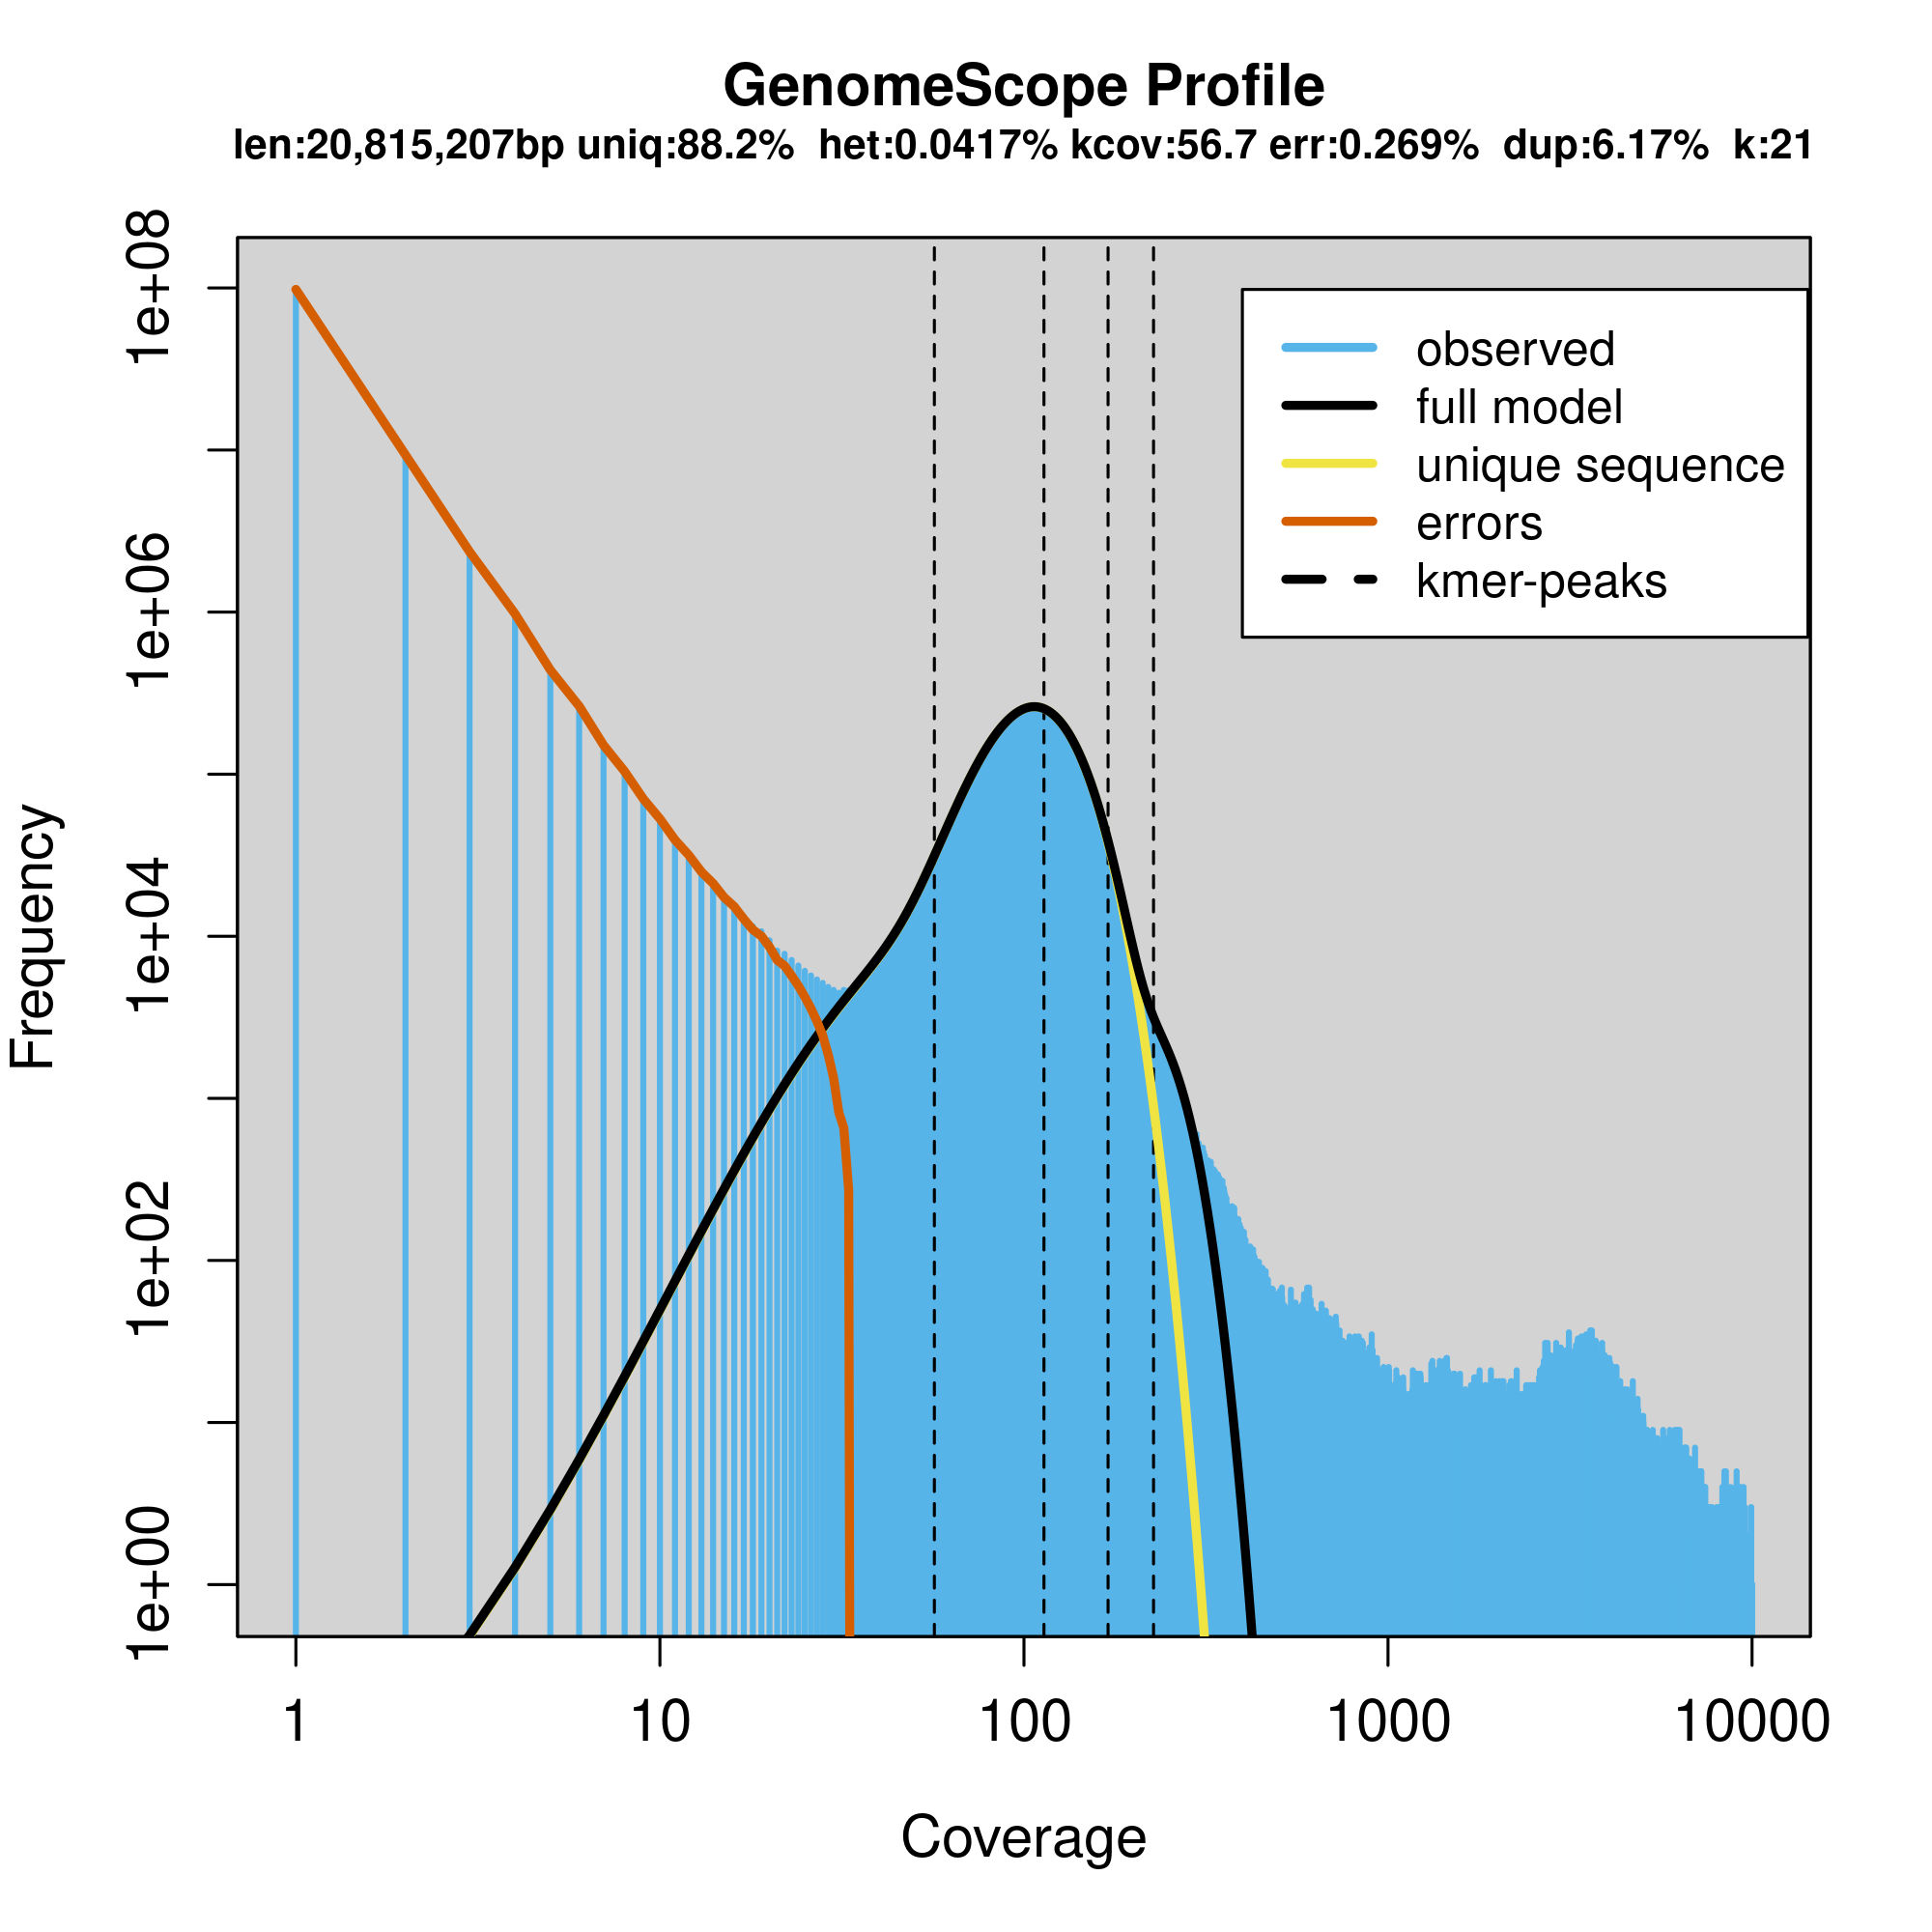 GenomeScope Profile
len:20,815,207bp uniq:88.2% het:0.0417% kcov:56.7 err:0.269% dup:6.17% k:21
1e+08
1e+06
1e+04
1e+02
1e+00
Frequency
observed
full model
unique sequence
errors
kmer-peaks
1 10 100 1000 10000
Coverage